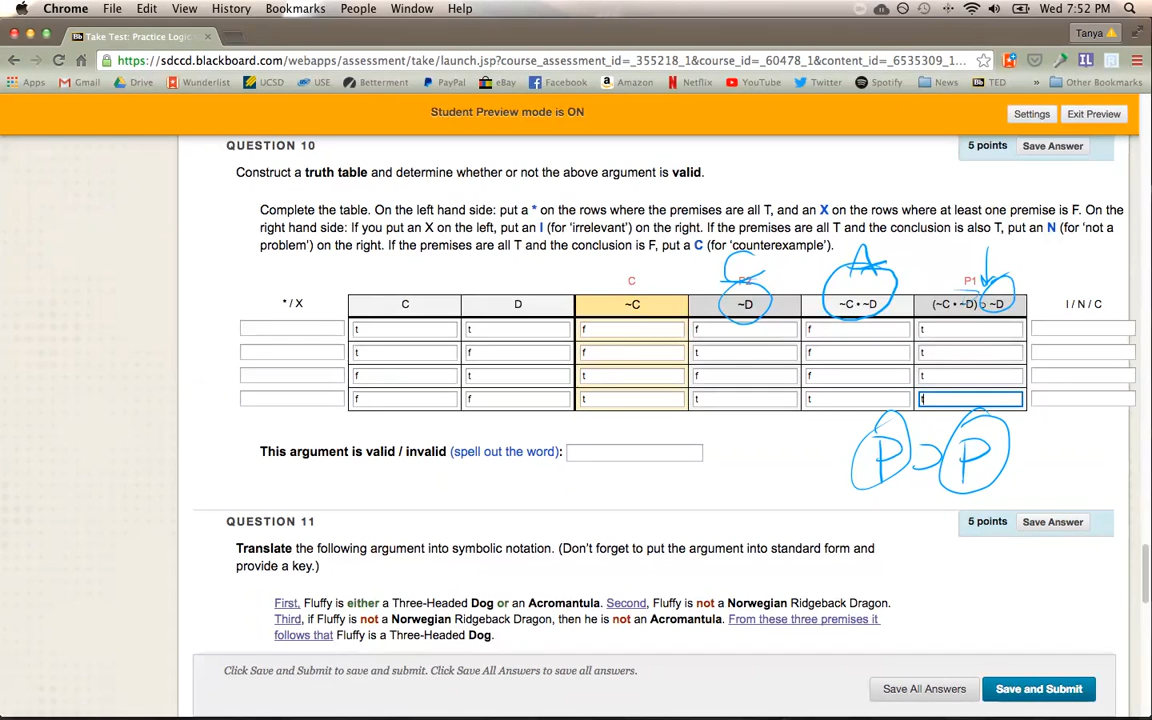 Chrome File Edit View History Bookmarks People Window Help Wed 7:52 PM
Bb Take Test: Practice Logic × Tanya
https://sdccd.blackboard.com/webapps/assessment/take/launch.jsp?course_assessment_id=_355218_1&course_id=_60478_1&content_id=_6535309_1...
Apps Gmail Drive Wunderlist UCSD USE Betterment PayPal eBay Facebook Amazon Netflix YouTube Twitter Spotify News TED » Other Bookmarks
Student Preview mode is ON Settings Exit Preview
QUESTION 10 5 points Save Answer
Construct a truth table and determine whether or not the above argument is valid.
Complete the table. On the left hand side: put a * on the rows where the premises are all T, and an X on the rows where at least one premise is F. On the
right hand side: If you put an X on the left, put an I (for 'irrelevant') on the right. If the premises are all T and the conclusion is also T, put an N (for 'not a
problem') on the right. If the premises are all T and the conclusion is F, put a C (for 'counterexample').
C A
C P2 P1
* / X C D ~C ~D ~C • ~D (~C • ~D) ⊃ ~D I / N / C
t t f f f t
t f f t f t
f t t f f t
f f t t t t
This argument is valid / invalid (spell out the word):
P ⊃ P
QUESTION 11 5 points Save Answer
Translate the following argument into symbolic notation. (Don't forget to put the argument into standard form and
provide a key.)
First, Fluffy is either a Three-Headed Dog or an Acromantula. Second, Fluffy is not a Norwegian Ridgeback Dragon.
Third, if Fluffy is not a Norwegian Ridgeback Dragon, then he is not an Acromantula. From these three premises it
follows that Fluffy is a Three-Headed Dog.
Click Save and Submit to save and submit. Click Save All Answers to save all answers.
Save All Answers Save and Submit